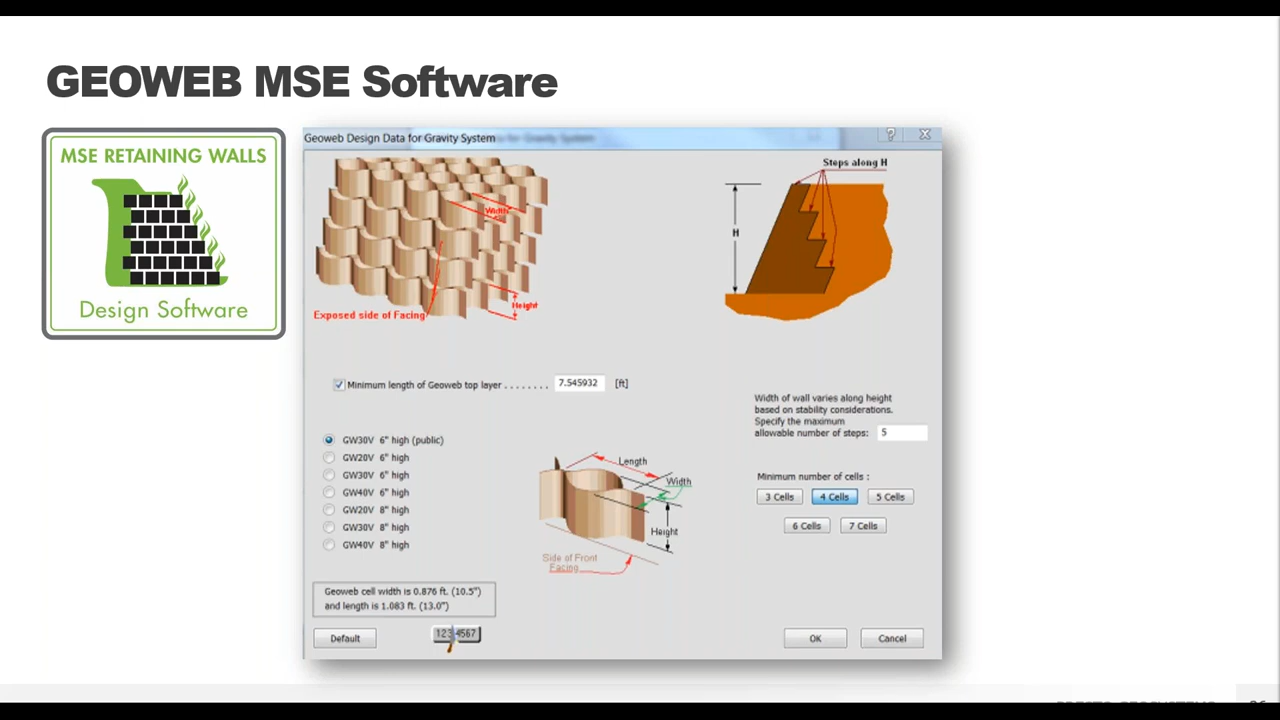 GEOWEB MSE Software
MSE RETAINING WALLS
Design Software
Geoweb Design Data for Gravity System
Width
Exposed side of Facing
Height
Steps along H
H
Minimum length of Geoweb top layer . . . . . . . . 7.545932 [ft]
GW30V 6" high (public)
GW20V 6" high
GW30V 6" high
GW40V 6" high
GW20V 8" high
GW30V 8" high
GW40V 8" high
Length
Width
Height
Side of Front
Facing
Width of wall varies along height
based on stability considerations.
Specify the maximum
allowable number of steps: 5
Minimum number of cells :
3 Cells 4 Cells 5 Cells
6 Cells 7 Cells
Geoweb cell width is 0.876 ft. (10.5")
and length is 1.083 ft. (13.0")
Default 1234567 OK Cancel